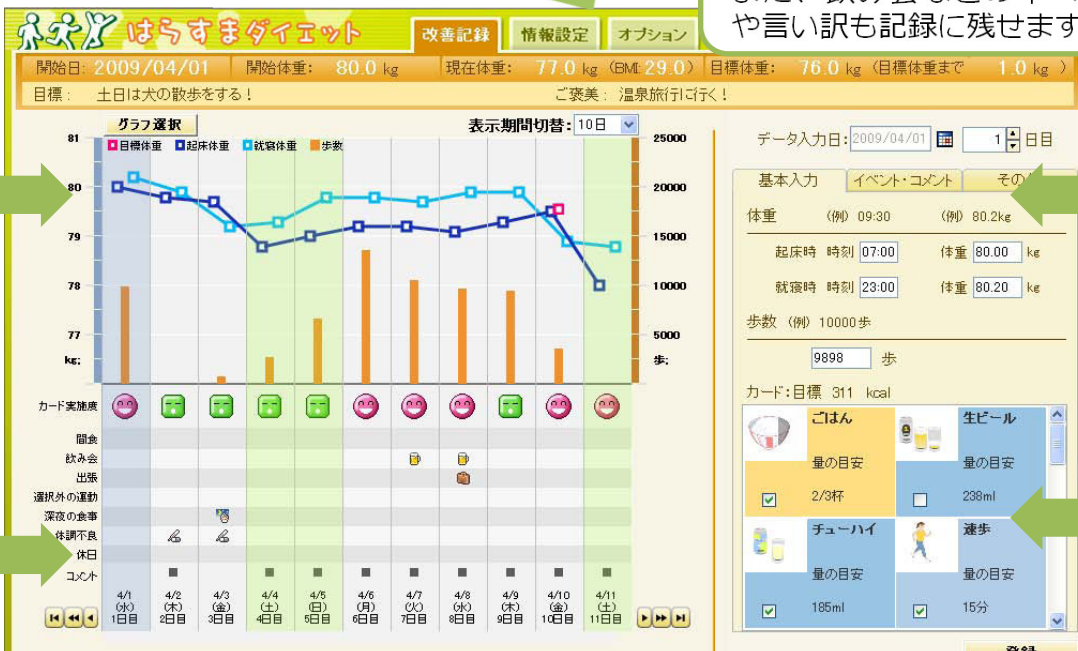 や言い訳も記録に残せます
はらすまダイエット
改善記録
情報設定
オプション
開始日: 2009/04/01 開始体重: 80.0 kg 現在体重: 77.0 kg (BMI: 29.0) 目標体重: 76.0 kg (目標体重まで 1.0 kg )
目標: 土日は犬の散歩をする! ご褒美: 温泉旅行に行く!
グラフ選択
表示期間切替: 10日
目標体重 起床体重 就寝体重 歩数
81
80
79
78
77
kg:
25000
20000
15000
10000
5000
歩:
カード実施度
間食
飲み会
出張
選択外の運動
深夜の食事
体調不良
休日
コメント
4/1 4/2 4/3 4/4 4/5 4/6 4/7 4/8 4/9 4/10 4/11
(水) (木) (金) (土) (日) (月) (火) (水) (木) (金) (土)
1日目 2日目 3日目 4日目 5日目 6日目 7日目 8日目 9日目 10日目 11日目
データ入力日: 2009/04/01 1 日目
基本入力 イベント・コメント その
体重 (例) 09:30 (例) 80.2kg
起床時 時刻 07:00 体重 80.00 kg
就寝時 時刻 23:00 体重 80.20 kg
歩数 (例) 10000歩
9898 歩
カード:目標 311 kcal
ごはん
量の目安
2/3杯
生ビール
量の目安
238ml
チューハイ
量の目安
185ml
速歩
量の目安
15分